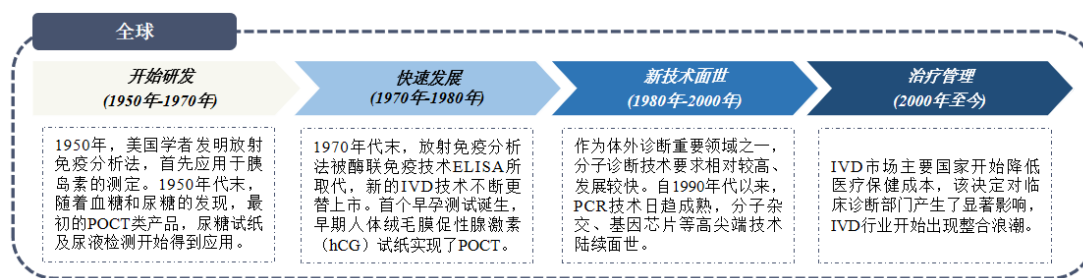 全球
开始研发
(1950年-1970年)
快速发展
(1970年-1980年)
新技术面世
(1980年-2000年)
治疗管理
(2000年至今)
1950年，美国学者发明放射
免疫分析法，首先应用于胰
岛素的测定。1950年代末，
随着血糖和尿糖的发现，最
初的POCT类产品，尿糖试纸
及尿液检测开始得到应用。
1970年代末，放射免疫分析
法被酶联免疫技术ELISA所
取代，新的IVD技术不断更
替上市。首个早孕测试诞生，
早期人体绒毛膜促性腺激素
（hCG）试纸实现了POCT。
作为体外诊断重要领域之一，
分子诊断技术要求相对较高、
发展较快。自1990年代以来，
PCR技术日趋成熟，分子杂
交、基因芯片等高尖端技术
陆续面世。
IVD市场主要国家开始降低
医疗保健成本，该决定对临
床诊断部门产生了显著影响，
IVD行业开始出现整合浪潮。